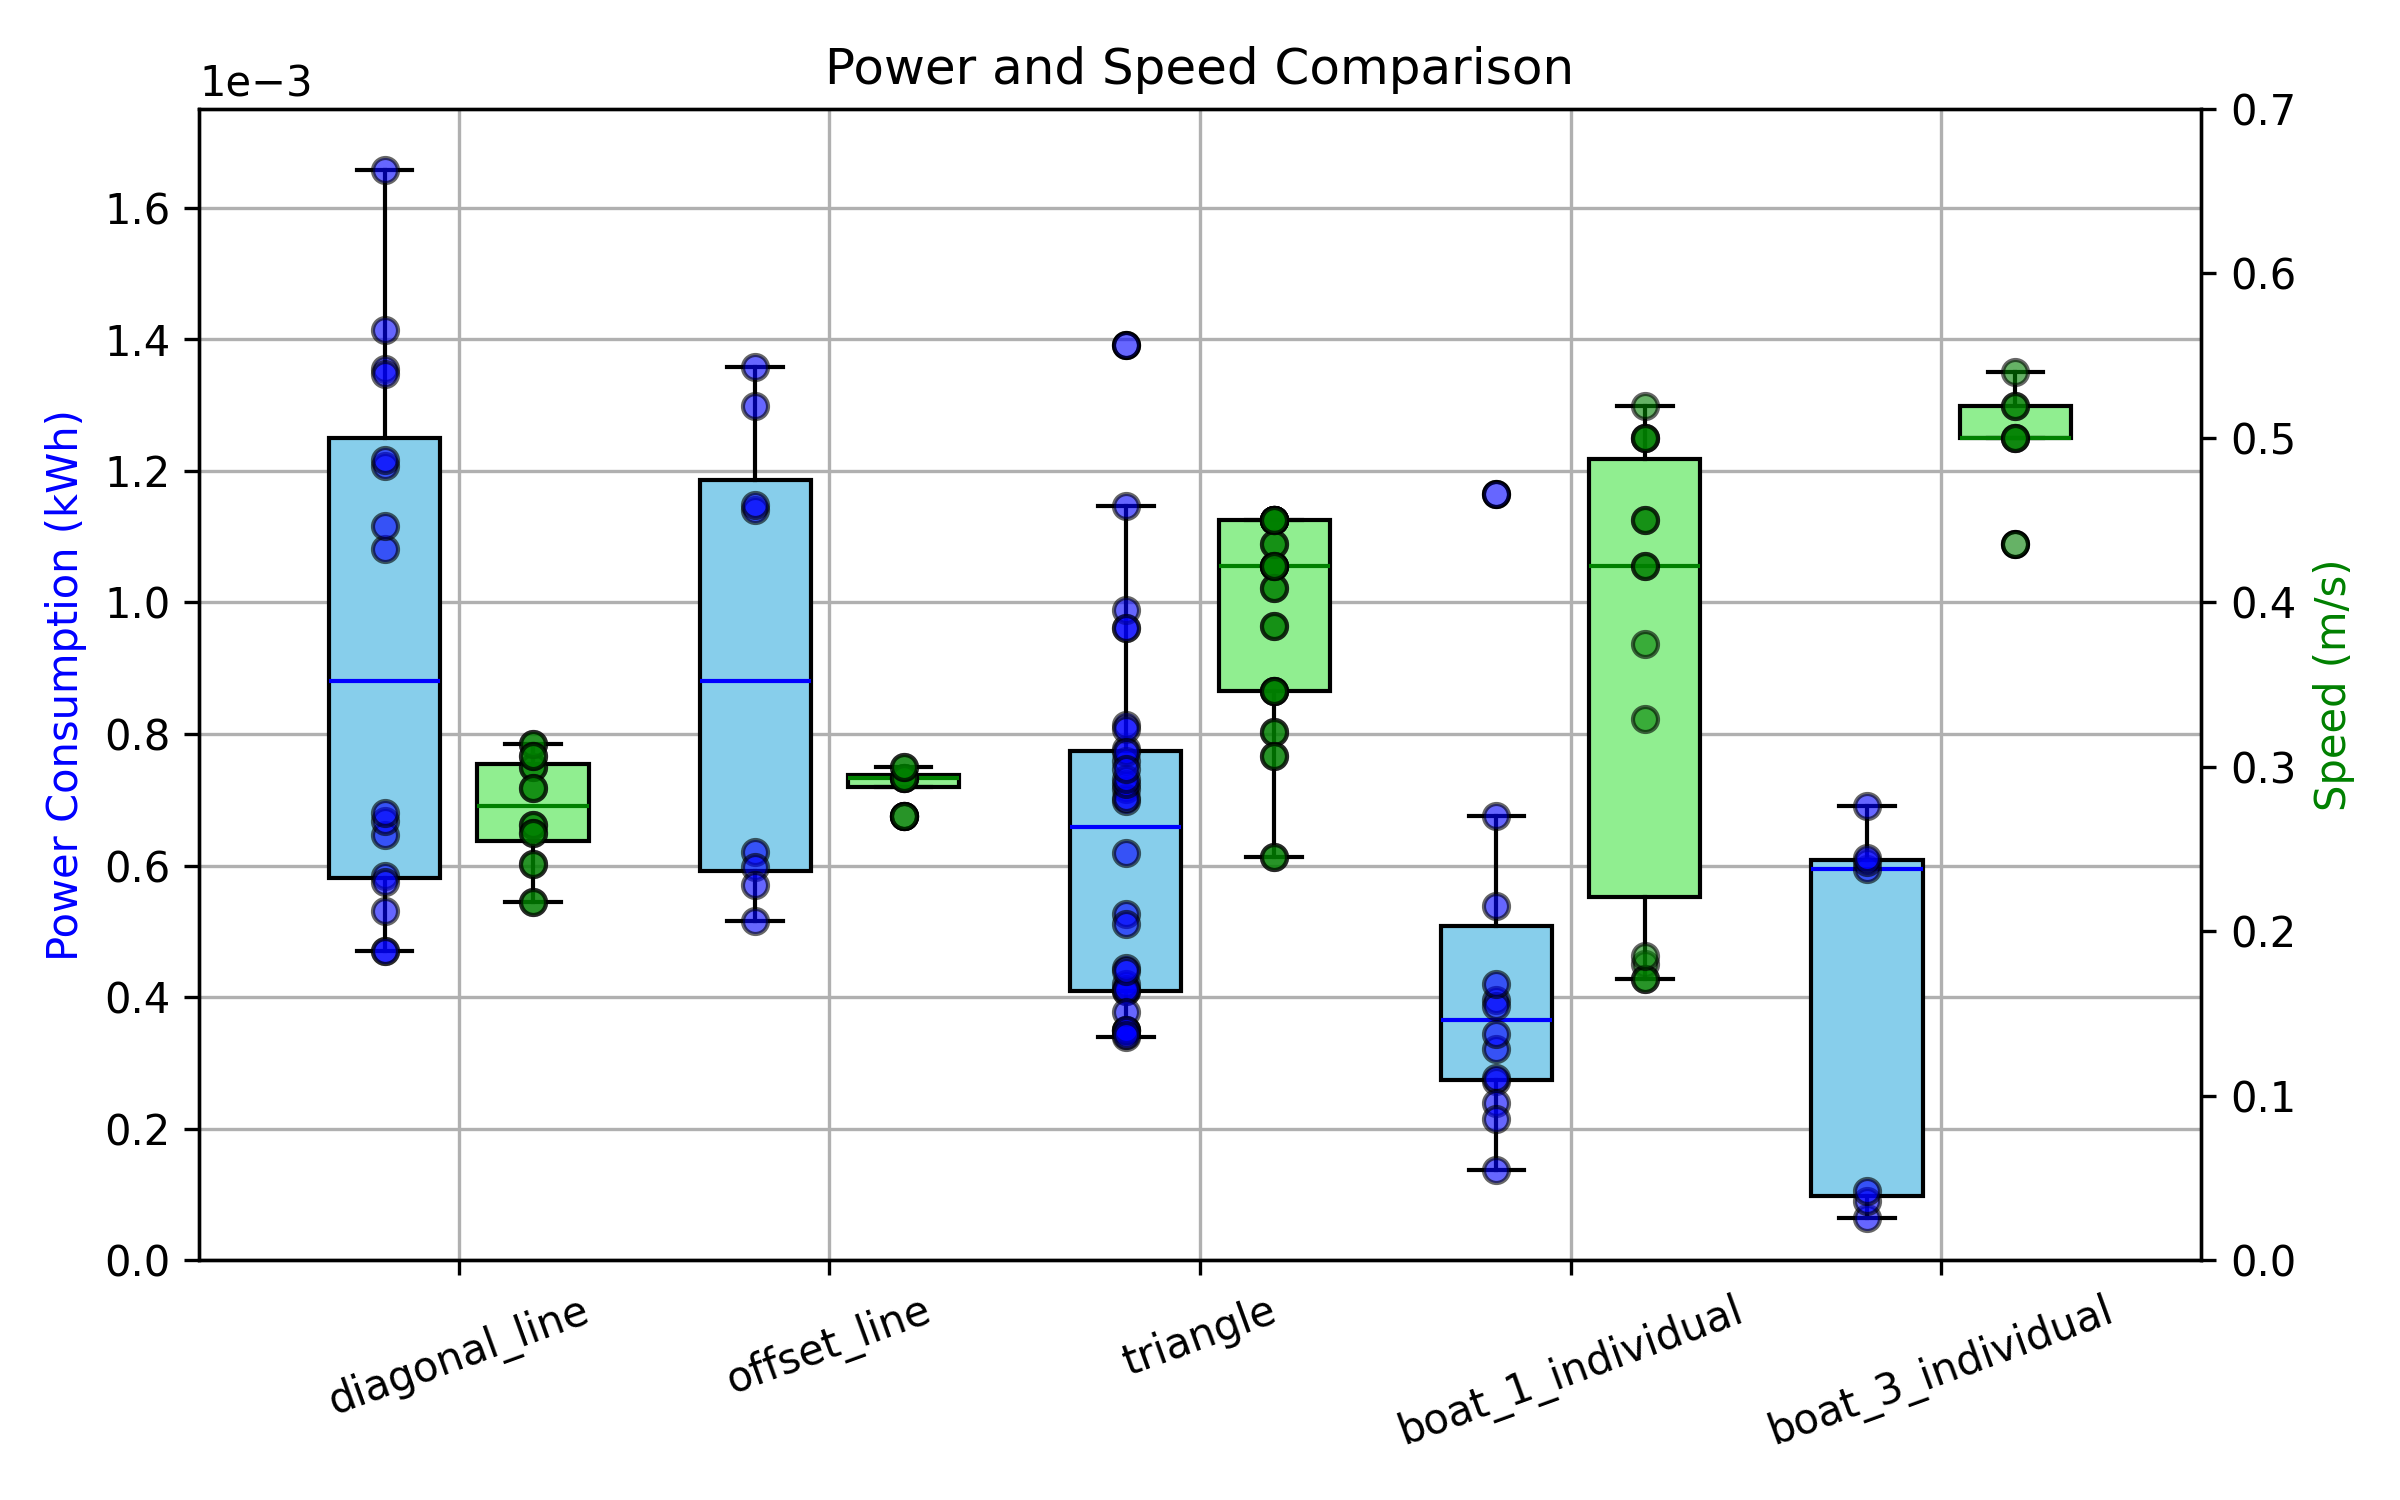 Power and Speed Comparison
1e−3
Power Consumption (kWh)
1.6
1.4
1.2
1.0
0.8
0.6
0.4
0.2
0.0
0.7
0.6
0.5
0.4
0.3
0.2
0.1
0.0
Speed (m/s)
diagonal_line
offset_line
triangle
boat_1_individual
boat_3_individual